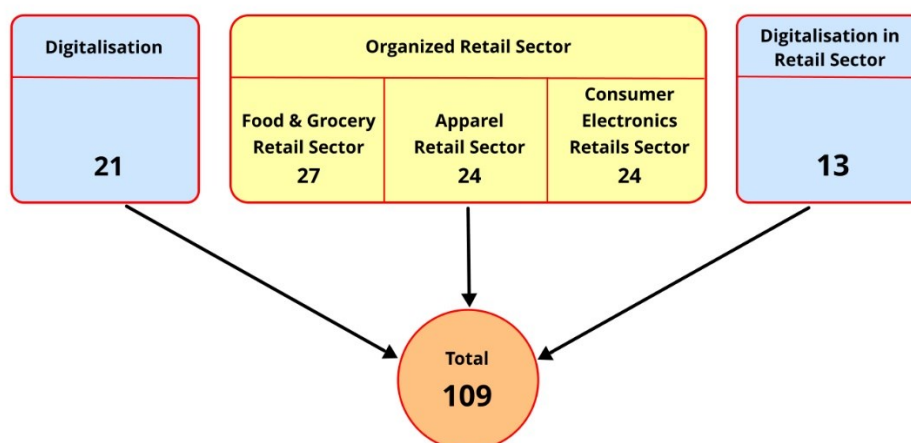 Digitalisation
21
Organized Retail Sector
Food & Grocery
Retail Sector
27
Apparel
Retail Sector
24
Consumer
Electronics
Retails Sector
24
Digitalisation in
Retail Sector
13
Total
109